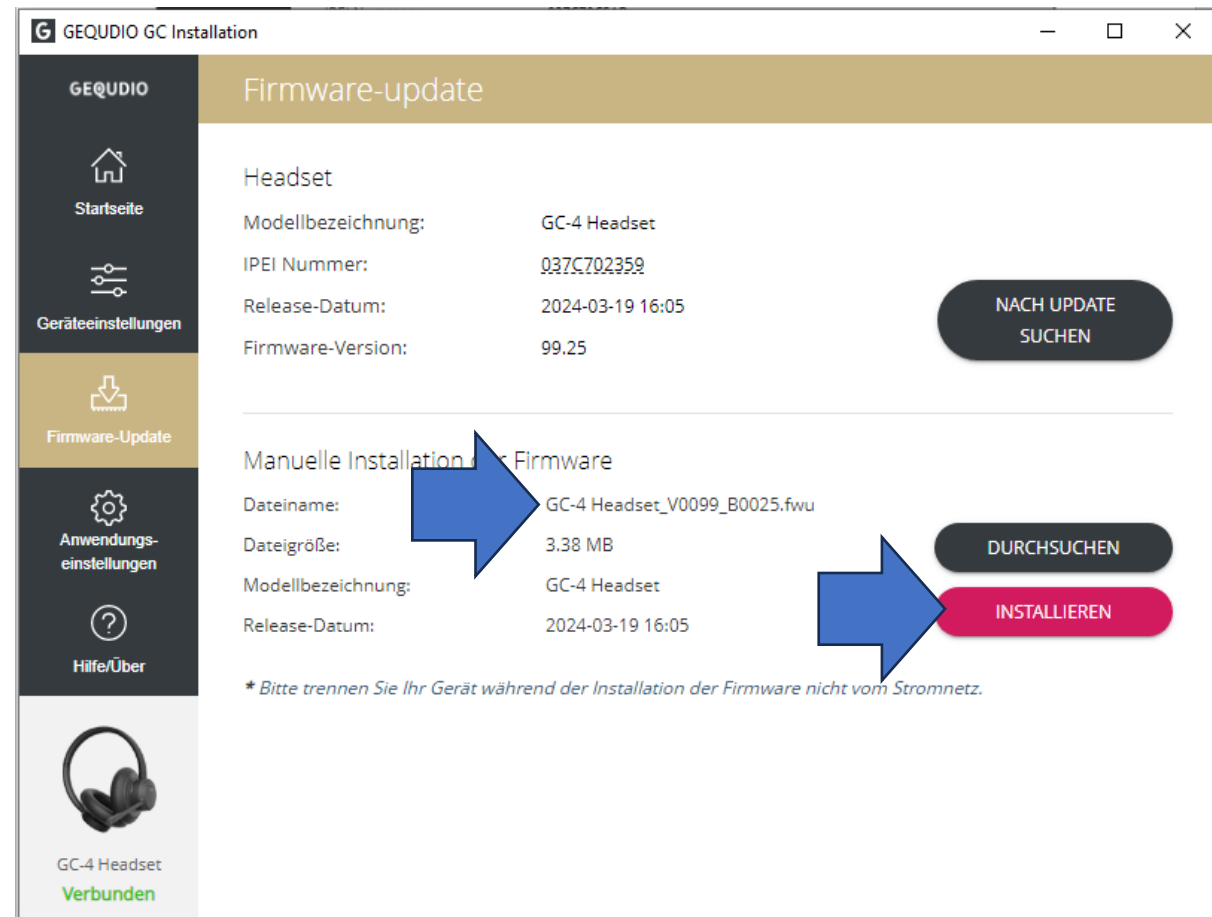 G GEQUDIO GC Installation
GEQUDIO
Firmware-update
Startseite
Geräteeinstellungen
Firmware-Update
Anwendungs-
einstellungen
Hilfe/Über
GC-4 Headset
Verbunden
Headset
Modellbezeichnung: GC-4 Headset
IPEI Nummer: 037C702359
Release-Datum: 2024-03-19 16:05
Firmware-Version: 99.25
NACH UPDATE
SUCHEN
Manuelle Installation der Firmware
Dateiname: GC-4 Headset_V0099_B0025.fwu
Dateigröße: 3.38 MB
Modellbezeichnung: GC-4 Headset
Release-Datum: 2024-03-19 16:05
DURCHSUCHEN
INSTALLIEREN
* Bitte trennen Sie Ihr Gerät während der Installation der Firmware nicht vom Stromnetz.